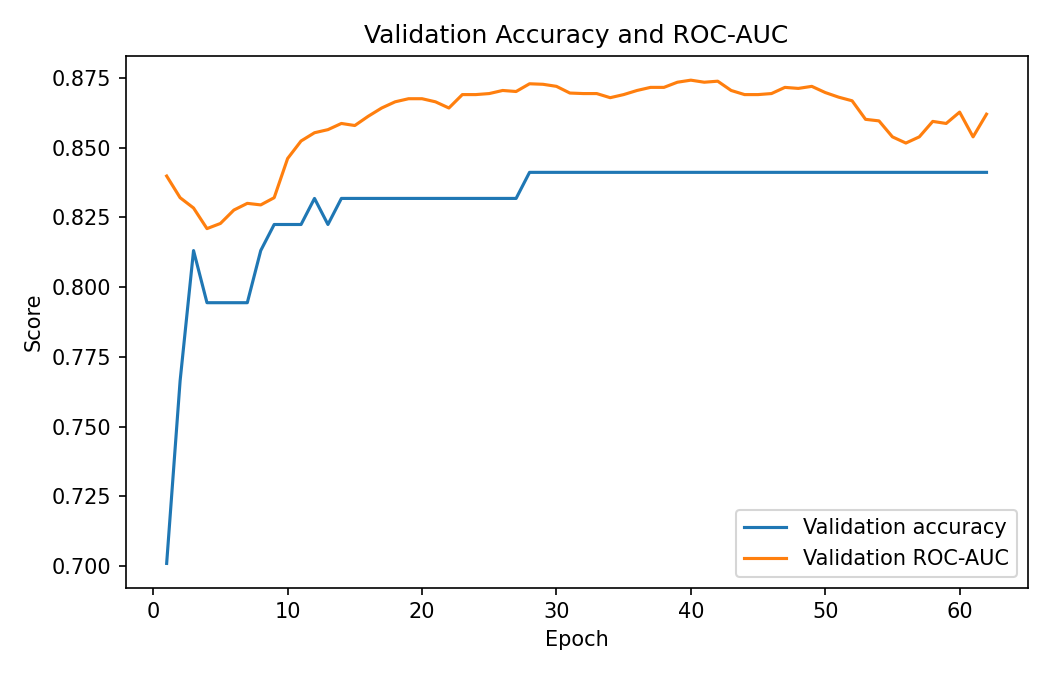 Validation Accuracy and ROC-AUC
0.875
0.850
0.825
0.800
0.775
0.750
0.725
0.700
Score
Validation accuracy
Validation ROC-AUC
0 10 20 30 40 50 60
Epoch